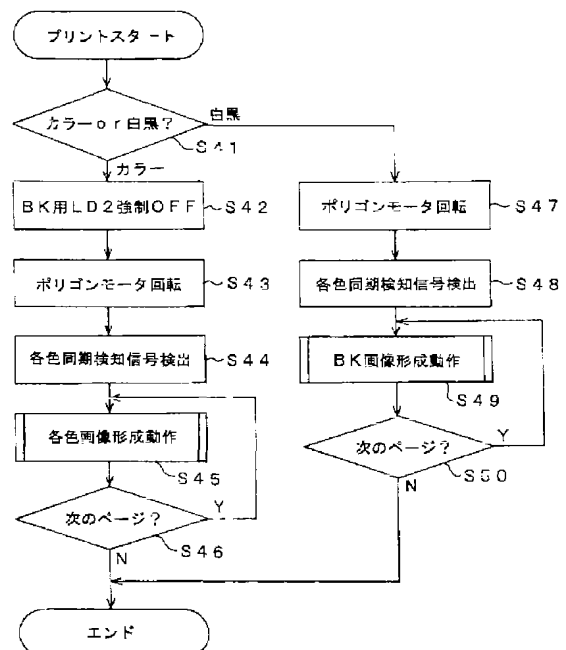 プリントスタート
カラーor白黒?
白黒
S41
カラー
BK用LD2強制OFF
S42
ポリゴンモータ回転
S43
各色同期検知信号検出
S44
各色画像形成動作
S45
次のページ?
Y
S46
N
ポリゴンモータ回転
S47
各色同期検知信号検出
S48
BK画像形成動作
S49
次のページ?
Y
S50
N
エンド